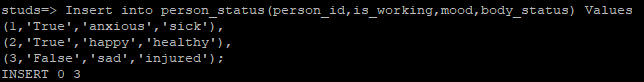 studs=> Insert into person_status(person_id,is_working,mood,body_status) Values
(1,'True','anxious','sick'),
(2,'True','happy','healthy'),
(3,'False','sad','injured');
INSERT 0 3